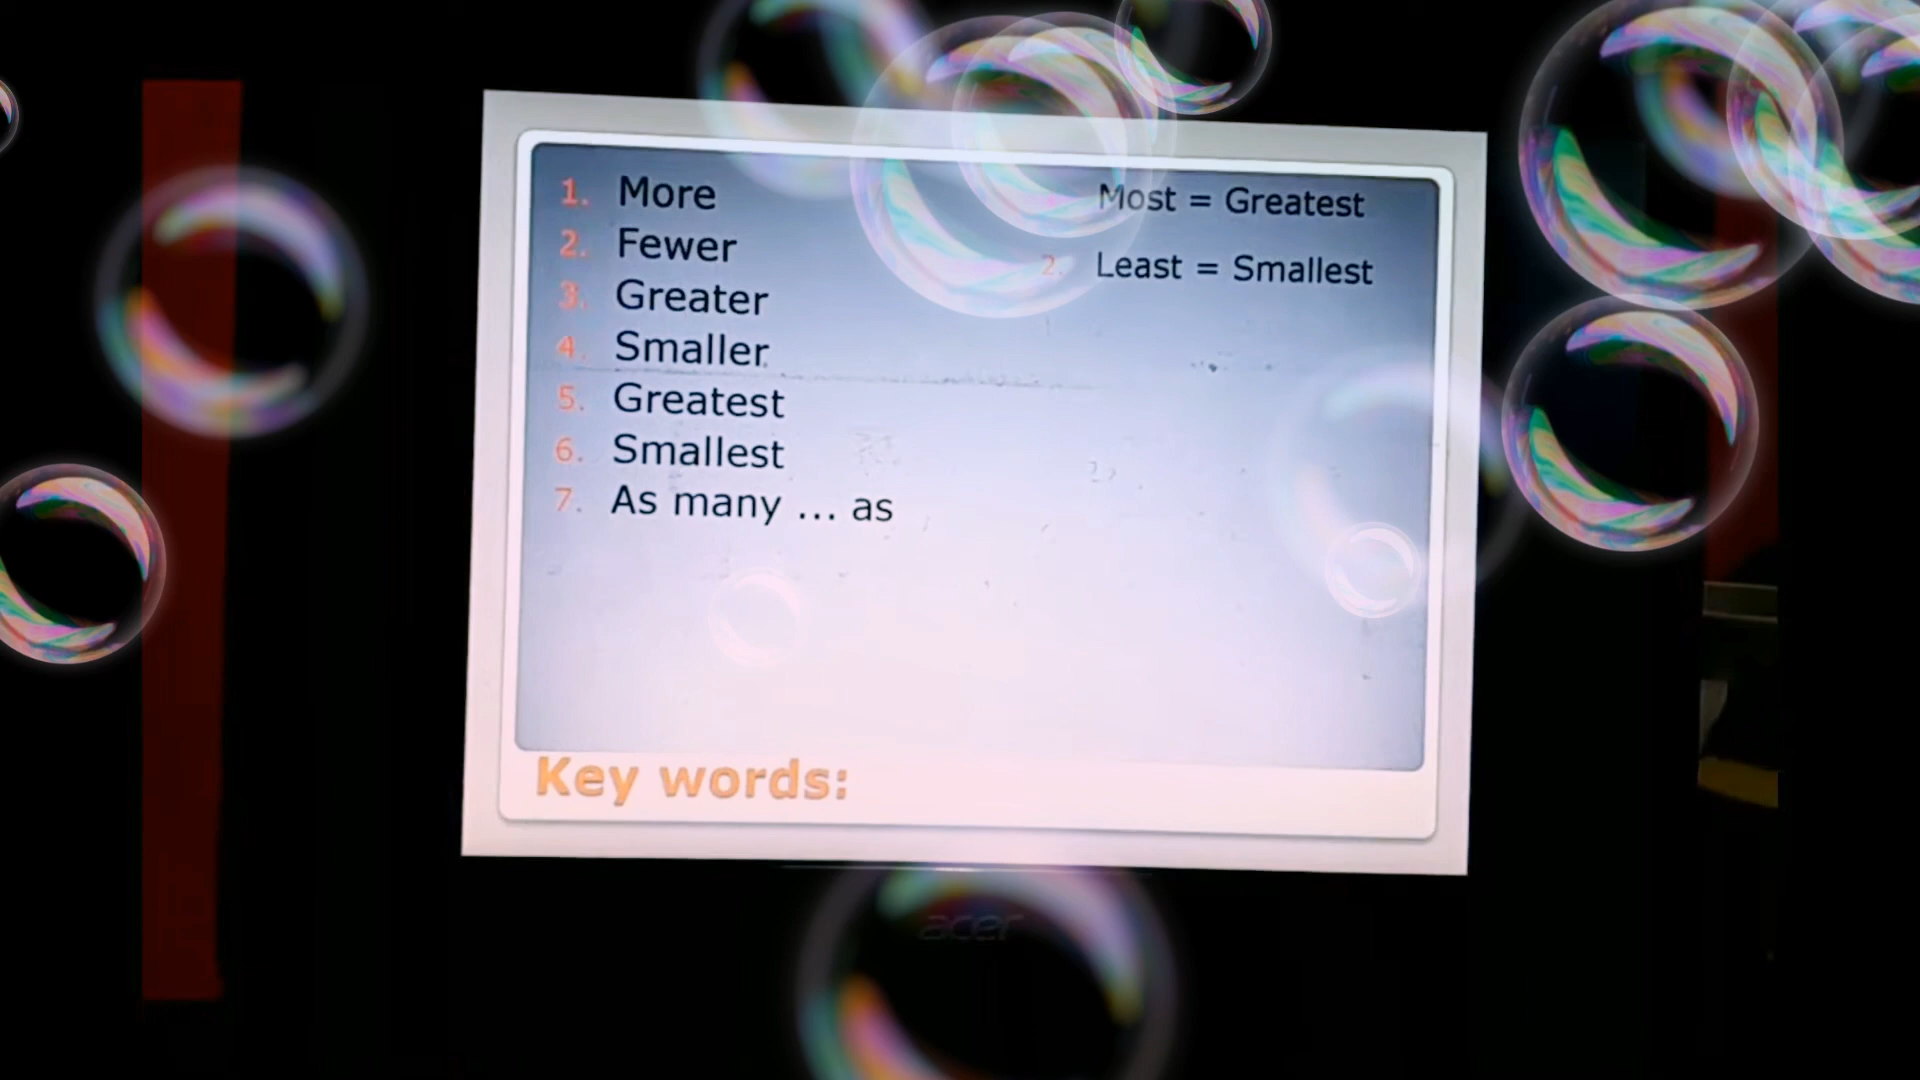 1. More
2. Fewer
3. Greater
4. Smaller
5. Greatest
6. Smallest
7. As many ... as
Most = Greatest
2. Least = Smallest
Key words:
acer